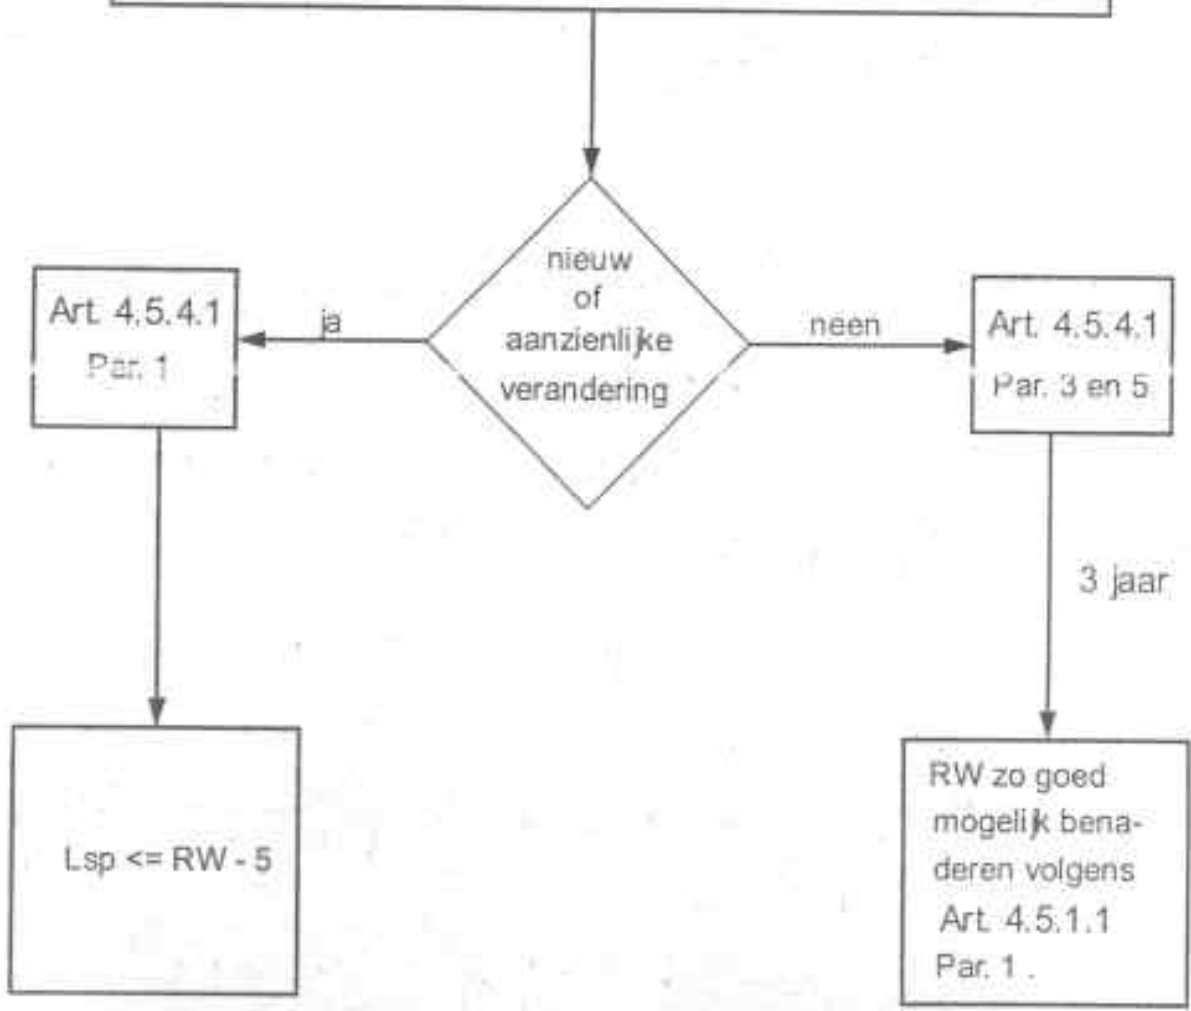 nieuw
of
aanzienlijke
verandering
ja
neen
Art. 4.5.4.1
Par. 1
Art. 4.5.4.1
Par. 3 en 5
3 jaar
Lsp <= RW - 5
RW zo goed
mogelijk bena-
deren volgens
Art. 4.5.1.1
Par. 1 .